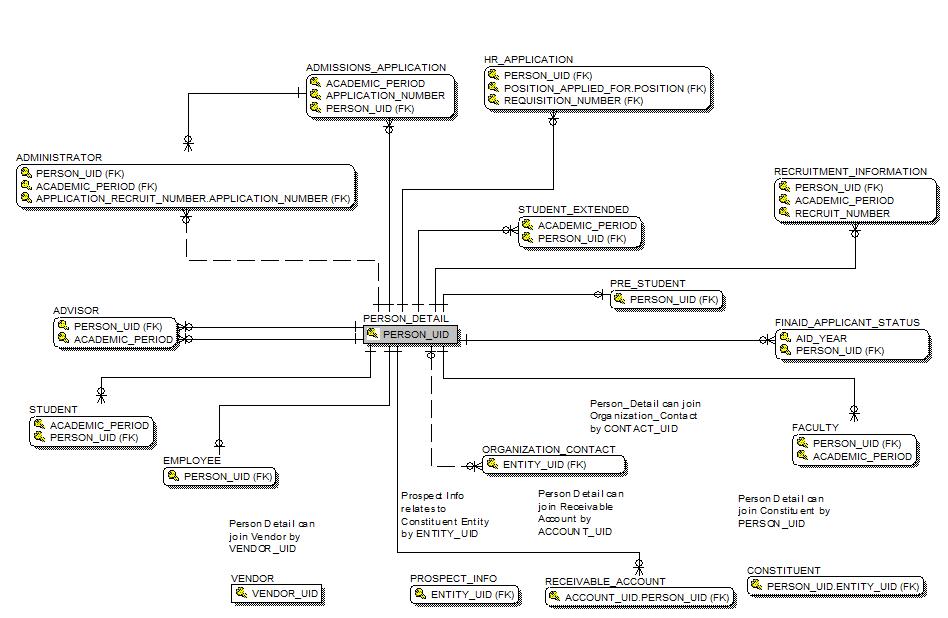 HR_APPLICATION
PERSON_UID (FK)
POSITION_APPLIED_FOR.POSITION (FK)
REQUISITION_NUMBER (FK)
ADMISSIONS_APPLICATION
ACADEMIC_PERIOD
APPLICATION_NUMBER
PERSON_UID (FK)
ADMINISTRATOR
PERSON_UID (FK)
ACADEMIC_PERIOD (FK)
APPLICATION_RECRUIT_NUMBER.APPLICATION_NUMBER (FK)
RECRUITMENT_INFORMATION
PERSON_UID (FK)
ACADEMIC_PERIOD
RECRUIT_NUMBER
STUDENT_EXTENDED
ACADEMIC_PERIOD
PERSON_UID (FK)
PRE_STUDENT
PERSON_UID (FK)
ADVISOR
PERSON_UID (FK)
ACADEMIC_PERIOD
PERSON_DETAIL
PERSON_UID
FINAID_APPLICANT_STATUS
AID_YEAR
PERSON_UID (FK)
STUDENT
ACADEMIC_PERIOD
PERSON_UID (FK)
Person_Detail can join
Organization_Contact
by CONTACT_UID
FACULTY
PERSON_UID (FK)
ACADEMIC_PERIOD
EMPLOYEE
PERSON_UID (FK)
ORGANIZATION_CONTACT
ENTITY_UID (FK)
Person Detail can
join Vendor by
VENDOR_UID
Prospect Info
relates to
Constituent Entity
by ENTITY_UID
Person Detail can
join Receivable
Account by
ACCOUNT_UID
Person Detail can
join Constituent by
PERSON_UID
VENDOR
VENDOR_UID
PROSPECT_INFO
ENTITY_UID (FK)
RECEIVABLE_ACCOUNT
ACCOUNT_UID.PERSON_UID (FK)
CONSTITUENT
PERSON_UID.ENTITY_UID (FK)